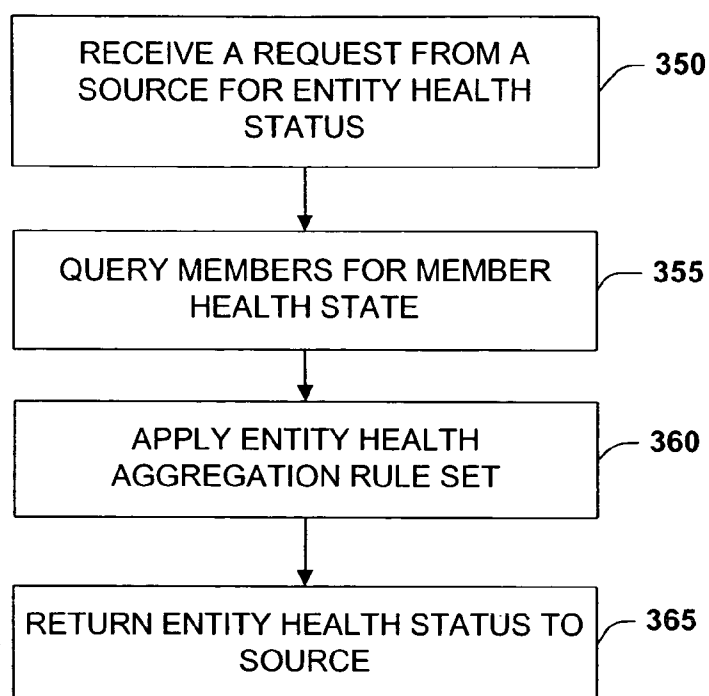 RECEIVE A REQUEST FROM A
SOURCE FOR ENTITY HEALTH
STATUS
350
QUERY MEMBERS FOR MEMBER
HEALTH STATE
355
APPLY ENTITY HEALTH
AGGREGATION RULE SET
360
RETURN ENTITY HEALTH STATUS TO
SOURCE
365